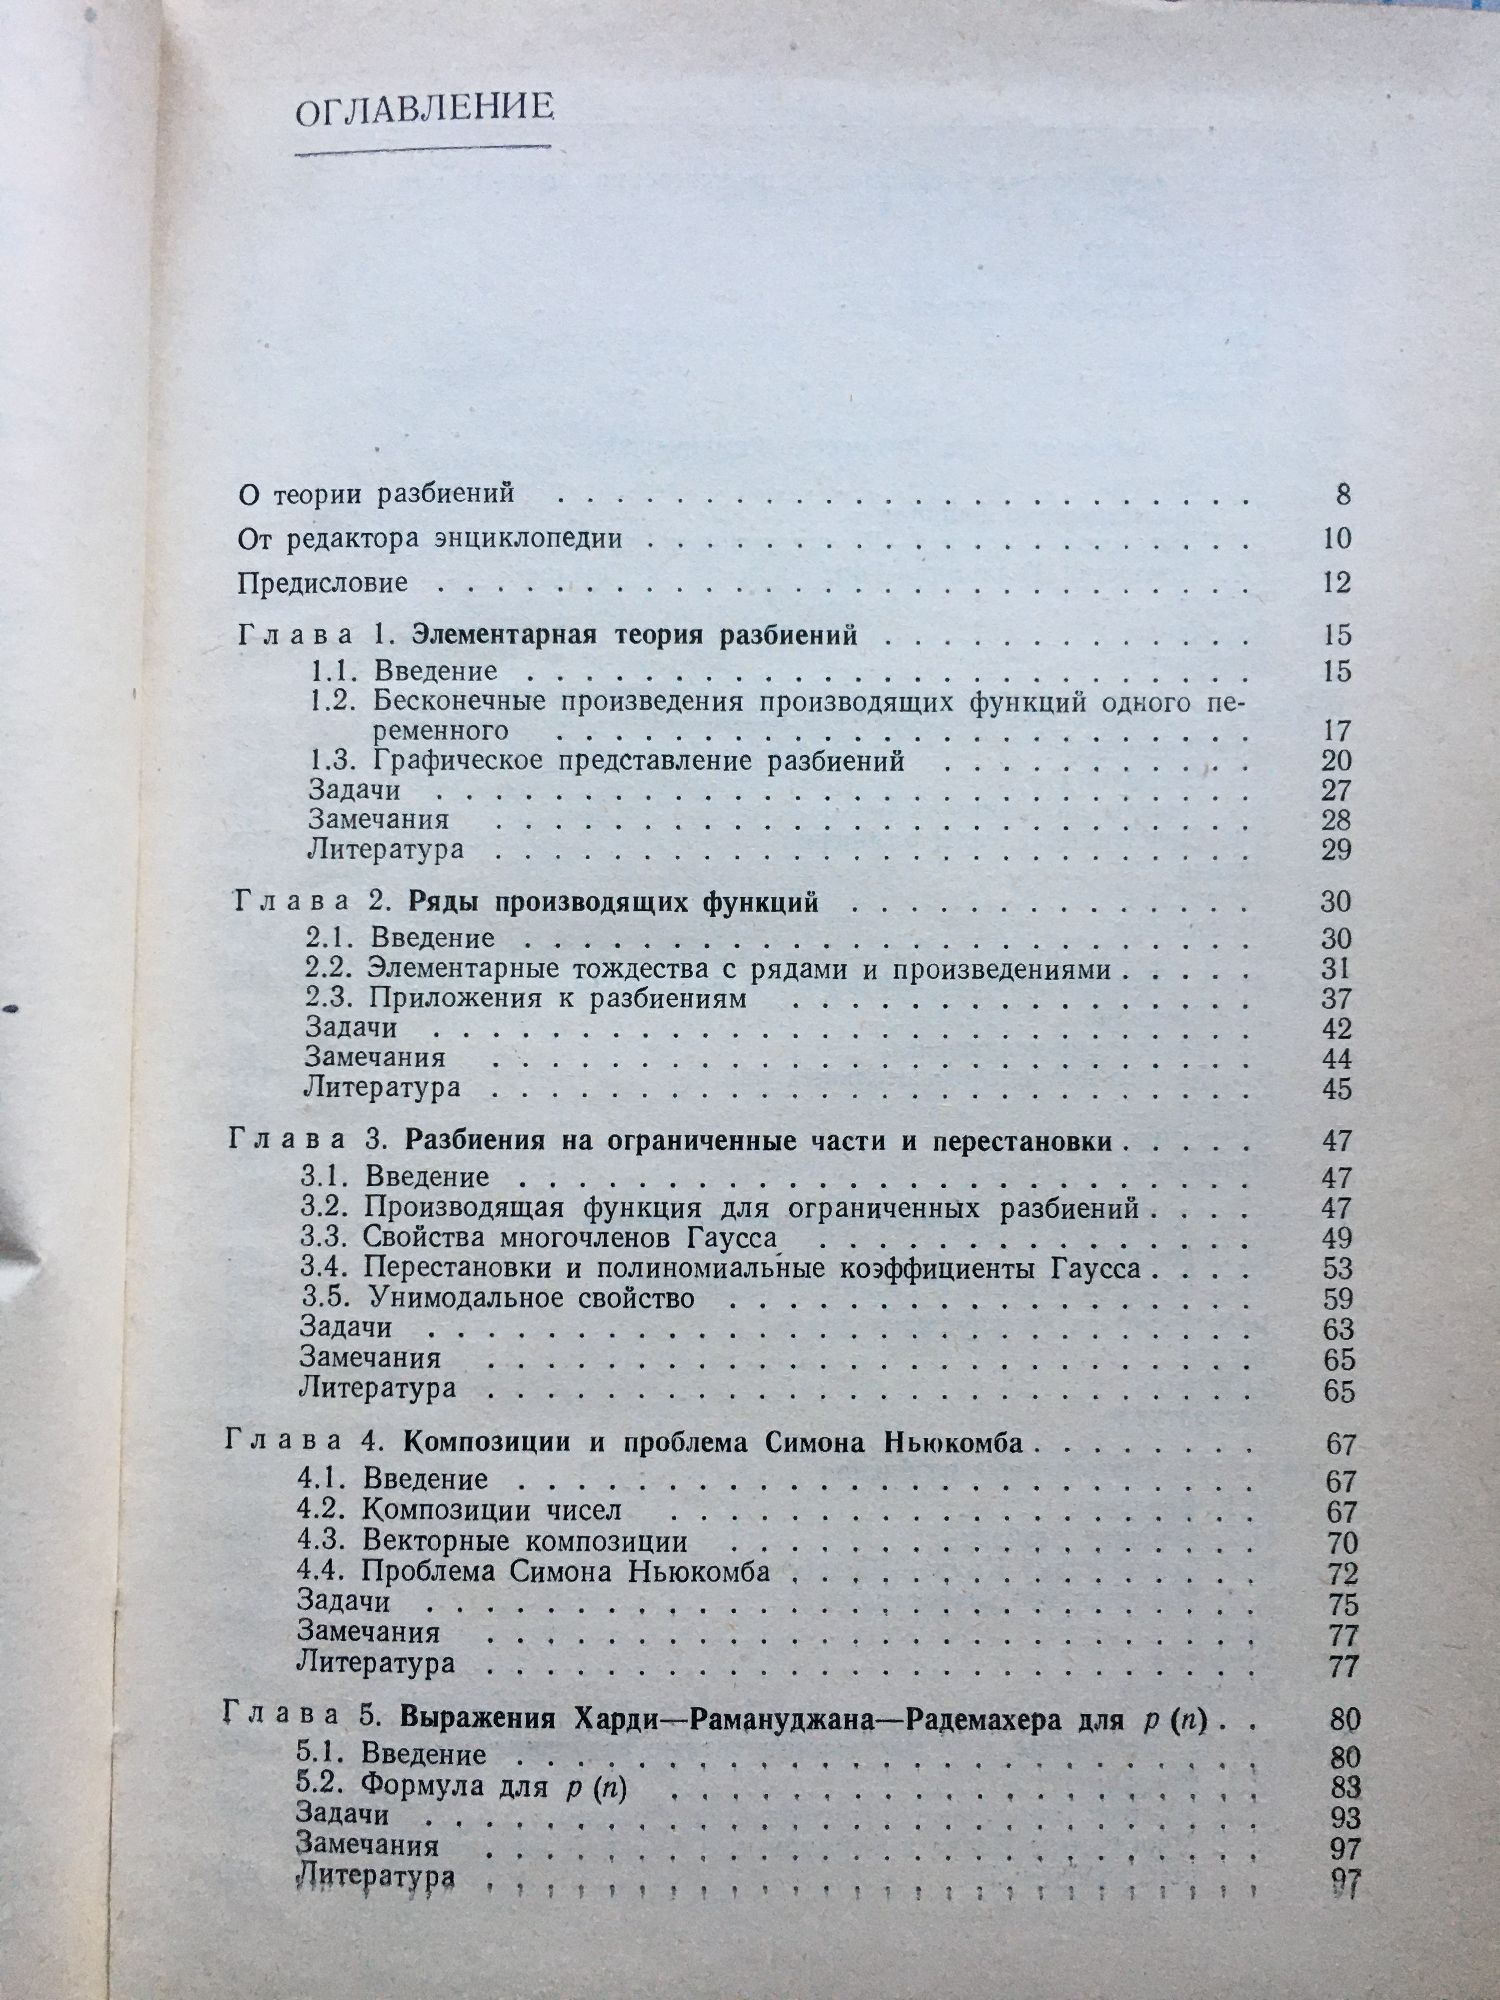 ОГЛАВЛЕНИЕ
О теории разбиений . . . . . . . . . . . . . . . . . . . . . . . . 8
От редактора энциклопедии . . . . . . . . . . . . . . . . . . . . . 10
Предисловие . . . . . . . . . . . . . . . . . . . . . . . . . . . . 12
Глава 1. Элементарная теория разбиений . . . . . . . . . . . . . 15
1.1. Введение . . . . . . . . . . . . . . . . . . . . . . . . . 15
1.2. Бесконечные произведения производящих функций одного пе-
ременного . . . . . . . . . . . . . . . . . . . . . . . . 17
1.3. Графическое представление разбиений . . . . . . . . . . . 20
Задачи . . . . . . . . . . . . . . . . . . . . . . . . . . . . 27
Замечания . . . . . . . . . . . . . . . . . . . . . . . . . . 28
Литература . . . . . . . . . . . . . . . . . . . . . . . . . . 29
Глава 2. Ряды производящих функций . . . . . . . . . . . . . . 30
2.1. Введение . . . . . . . . . . . . . . . . . . . . . . . . . 30
2.2. Элементарные тождества с рядами и произведениями . . . . . 31
2.3. Приложения к разбиениям . . . . . . . . . . . . . . . . 37
Задачи . . . . . . . . . . . . . . . . . . . . . . . . . . . . 42
Замечания . . . . . . . . . . . . . . . . . . . . . . . . . . 44
Литература . . . . . . . . . . . . . . . . . . . . . . . . . . 45
Глава 3. Разбиения на ограниченные части и перестановки . . . . . 47
3.1. Введение . . . . . . . . . . . . . . . . . . . . . . . . . 47
3.2. Производящая функция для ограниченных разбиений . . . . 47
3.3. Свойства многочленов Гаусса . . . . . . . . . . . . . . . 49
3.4. Перестановки и полиномиальные коэффициенты Гаусса . . . . 53
3.5. Унимодальное свойство . . . . . . . . . . . . . . . . . . 59
Задачи . . . . . . . . . . . . . . . . . . . . . . . . . . . . 63
Замечания . . . . . . . . . . . . . . . . . . . . . . . . . . 65
Литература . . . . . . . . . . . . . . . . . . . . . . . . . . 65
Глава 4. Композиции и проблема Симона Ньюкомба . . . . . . . . 67
4.1. Введение . . . . . . . . . . . . . . . . . . . . . . . . . 67
4.2. Композиции чисел . . . . . . . . . . . . . . . . . . . . 67
4.3. Векторные композиции . . . . . . . . . . . . . . . . . . 70
4.4. Проблема Симона Ньюкомба . . . . . . . . . . . . . . . . 72
Задачи . . . . . . . . . . . . . . . . . . . . . . . . . . . . 75
Замечания . . . . . . . . . . . . . . . . . . . . . . . . . . 77
Литература . . . . . . . . . . . . . . . . . . . . . . . . . . 77
Глава 5. Выражения Харди—Рамануджана—Радемахера для p (n) . . 80
5.1. Введение . . . . . . . . . . . . . . . . . . . . . . . . . 80
5.2. Формула для p (n) . . . . . . . . . . . . . . . . . . . . 83
Задачи . . . . . . . . . . . . . . . . . . . . . . . . . . . . 93
Замечания . . . . . . . . . . . . . . . . . . . . . . . . . . 97
Литература . . . . . . . . . . . . . . . . . . . . . . . . . . 97